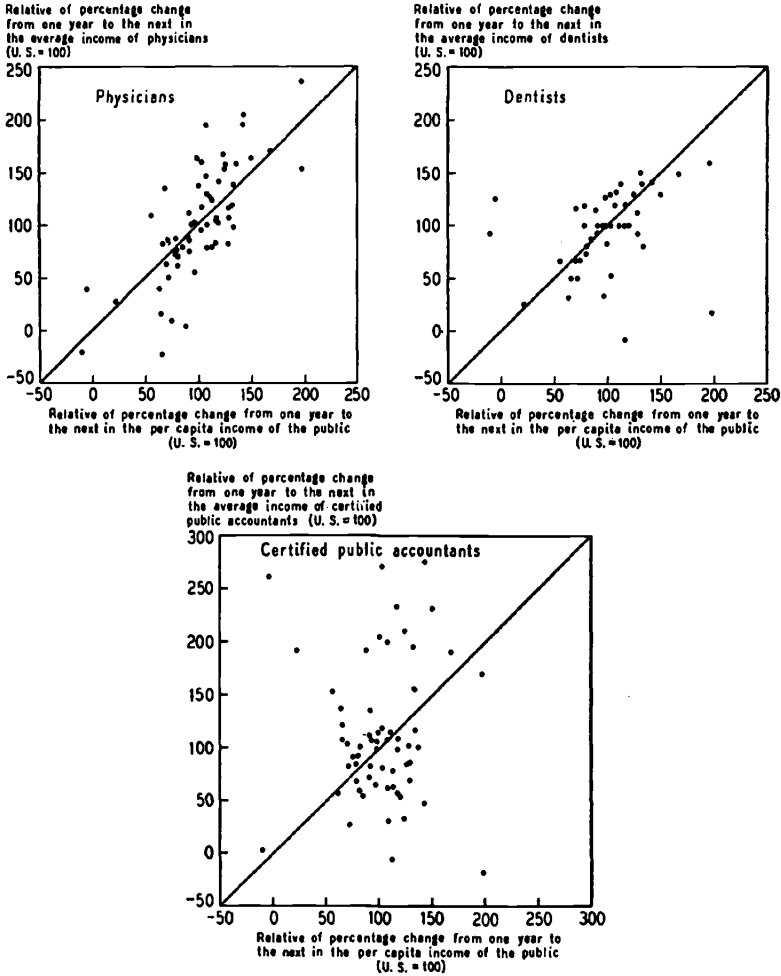 Relative of percentage change
from one year to the next in
the average income of physicians
(U. S. = 100)
250
200
150
100
50
0
-50
Physicians
-50 0 50 100 150 200 250
Relative of percentage change from one year to
the next in the per capita income of the public
(U. S. = 100)
Relative of percentage change
from one year to the next in
the average income of dentists
(U. S. = 100)
250
200
150
100
50
0
-50
Dentists
-50 0 50 100 150 200 250
Relative of percentage change from one year to
the next in the per capita income of the public
(U. S. = 100)
Relative of percentage change
from one year to the next in
the average income of certified
public accountants (U. S. = 100)
300
250
200
150
100
50
0
-50
Certified public accountants
-50 0 50 100 150 200 250 300
Relative of percentage change from one year to
the next in the per capita income of the public
(U. S. = 100)